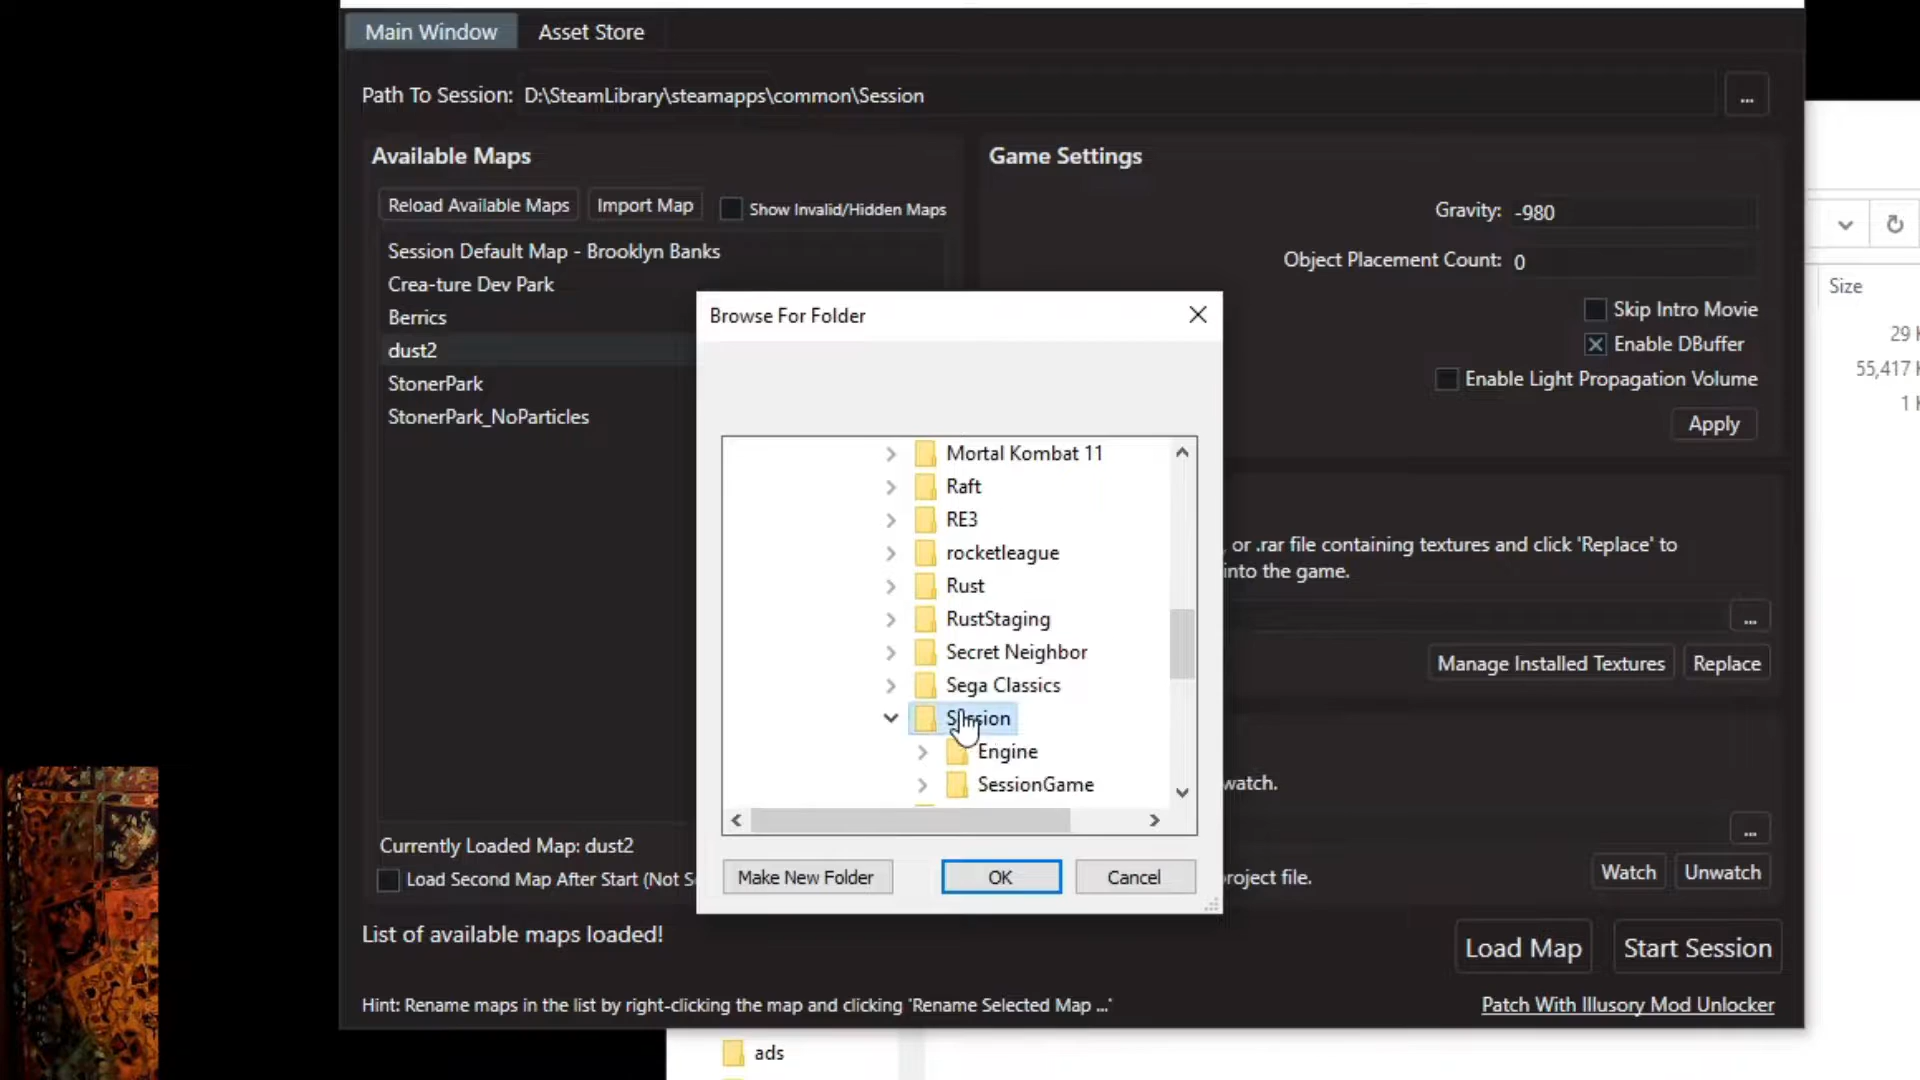 Main Window
Asset Store
Path To Session: D:\SteamLibrary\steamapps\common\Session
...
Available Maps
Game Settings
Reload Available Maps
Import Map
Show Invalid/Hidden Maps
Gravity: -980
Object Placement Count: 0
Session Default Map - Brooklyn Banks
Crea-ture Dev Park
Berrics
dust2
StonerPark
StonerPark_NoParticles
Skip Intro Movie
Enable DBuffer
Enable Light Propagation Volume
Apply
Size
29 K
55,417 K
1 K
Browse For Folder
Mortal Kombat 11
Raft
RE3
rocketleague
Rust
RustStaging
Secret Neighbor
Sega Classics
Session
Engine
SessionGame
Make New Folder
OK
Cancel
, or .rar file containing textures and click 'Replace' to
into the game.
...
Manage Installed Textures
Replace
watch.
...
project file.
Watch
Unwatch
Currently Loaded Map: dust2
Load Second Map After Start (Not S
List of available maps loaded!
Load Map
Start Session
Hint: Rename maps in the list by right-clicking the map and clicking 'Rename Selected Map ...'
Patch With Illusory Mod Unlocker
ads